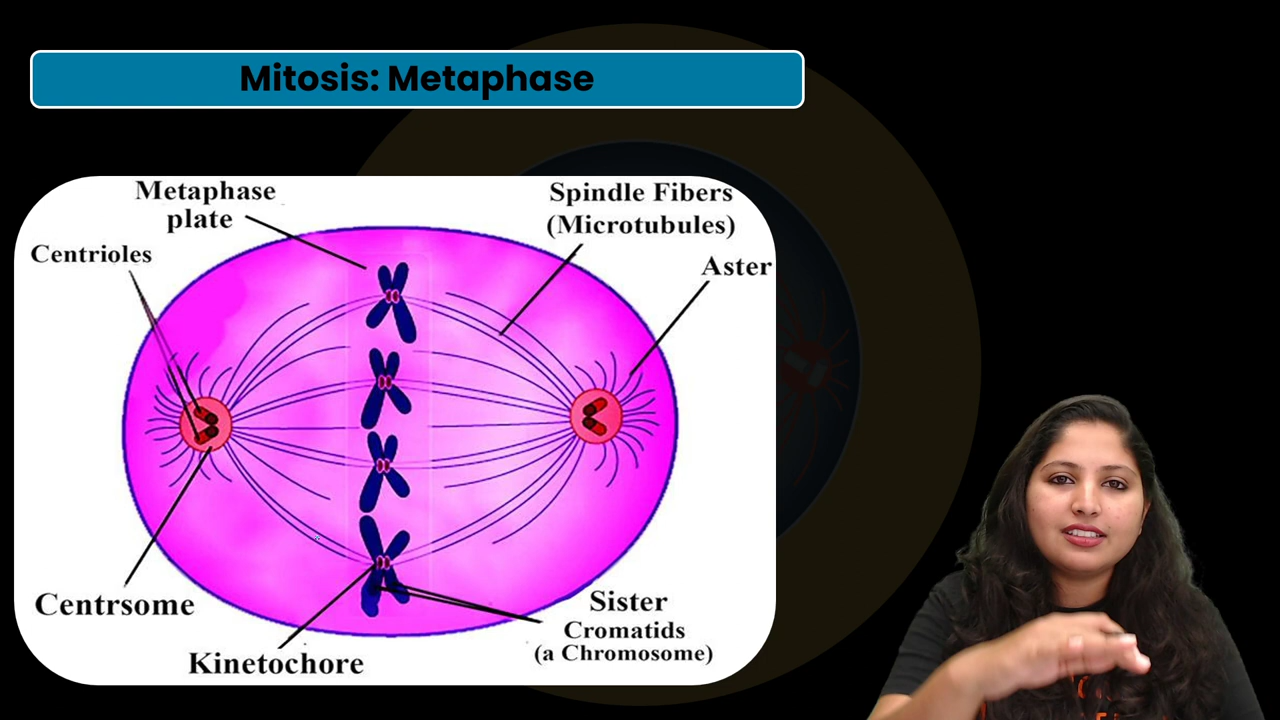 Mitosis: Metaphase
Metaphase
plate
Spindle Fibers
(Microtubules)
Centrioles
Aster
Centrsome
Kinetochore
Sister
Cromatids
(a Chromosome)